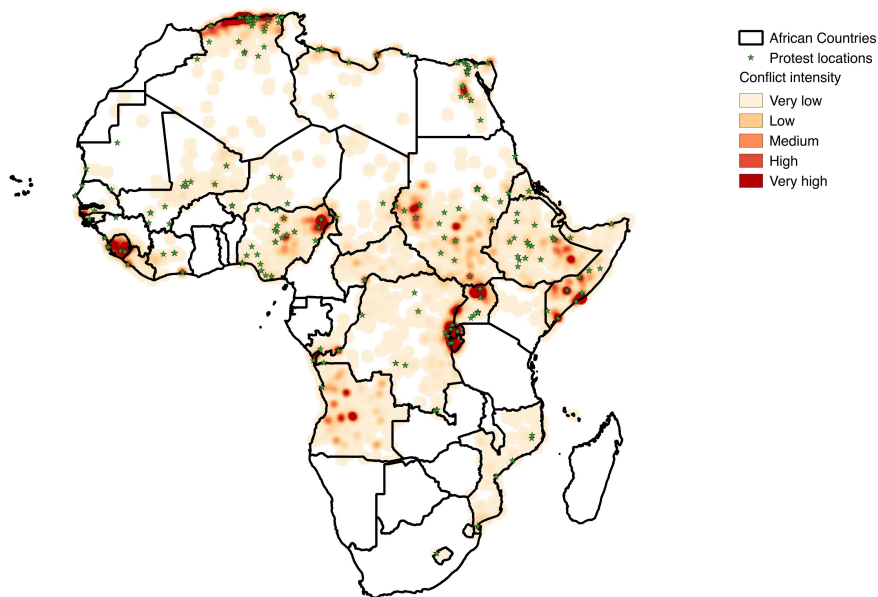 African Countries
Protest locations
Conflict intensity
Very low
Low
Medium
High
Very high